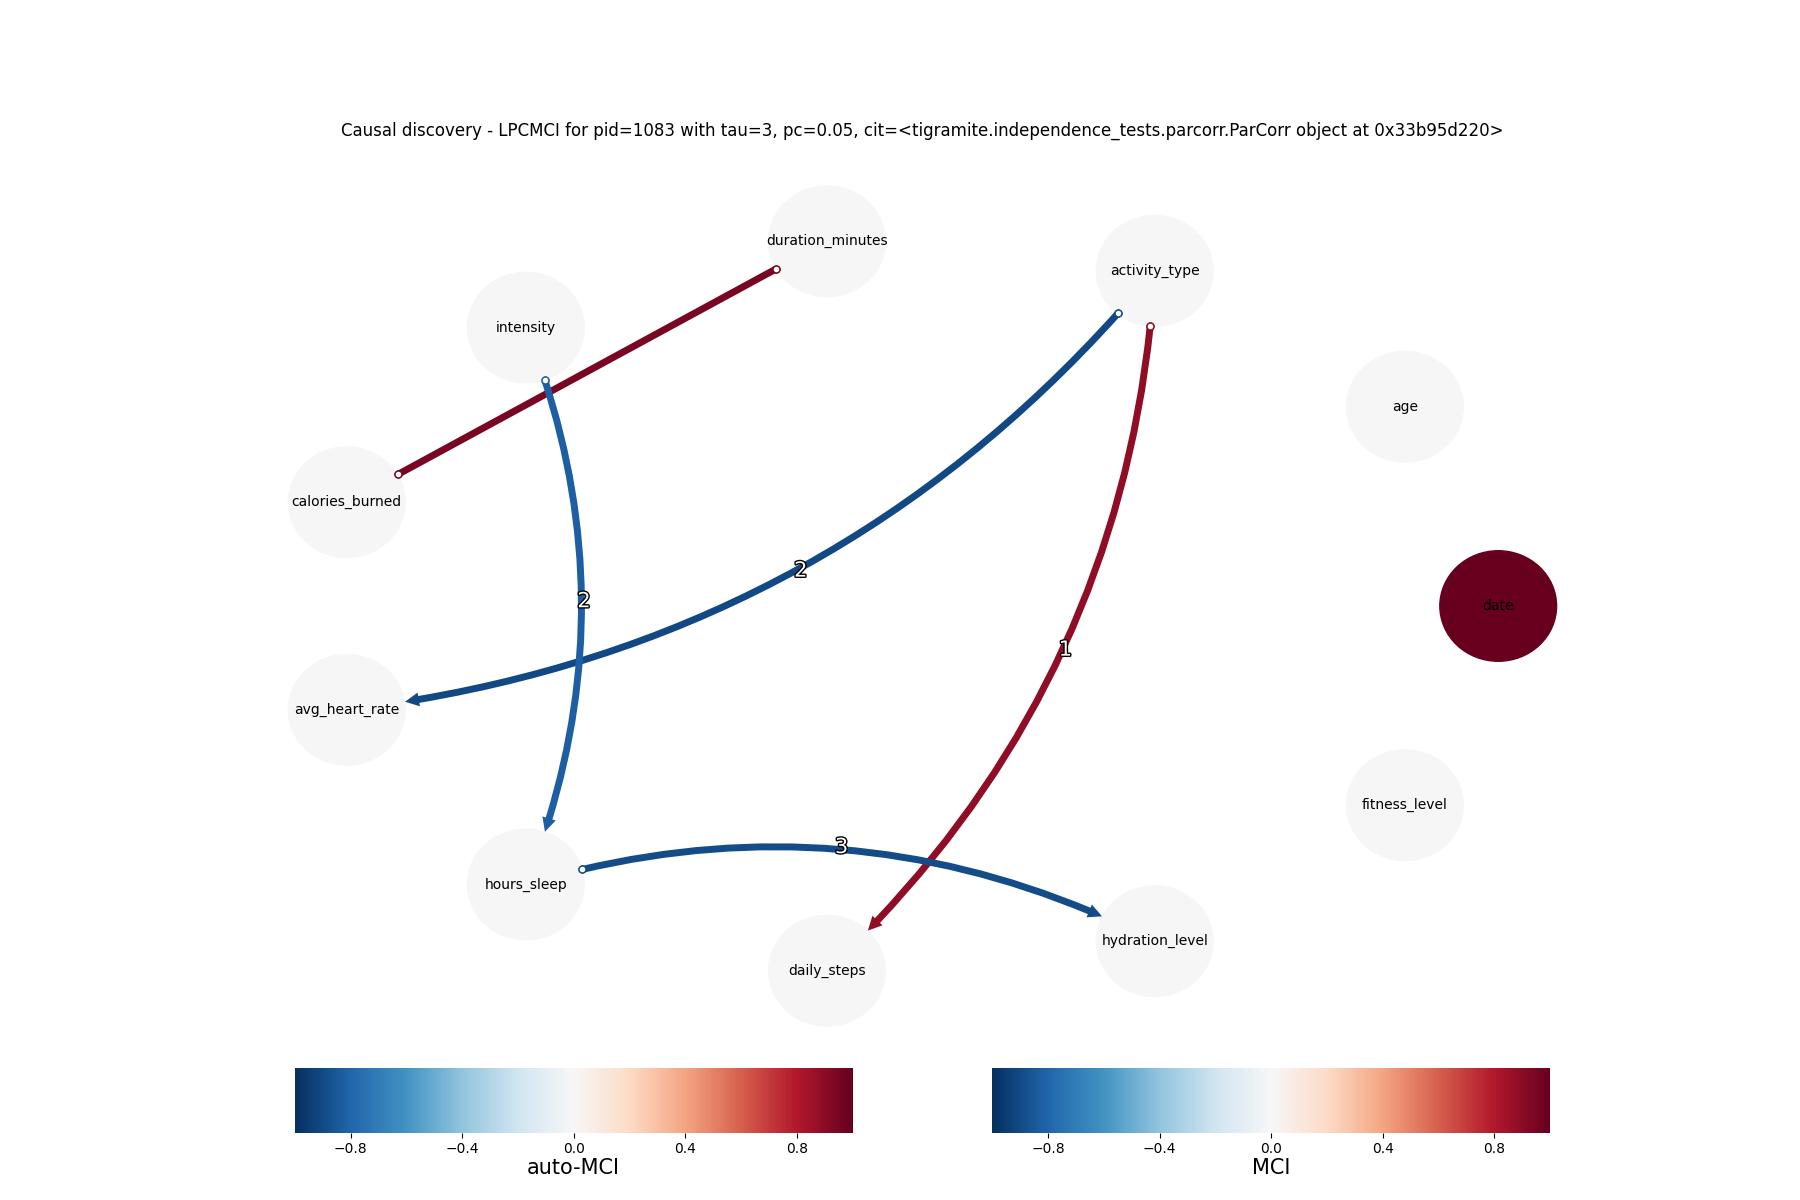 Causal discovery - LPCMCI for pid=1083 with tau=3, pc=0.05, cit=<tigramite.independence_tests.parcorr.ParCorr object at 0x33b95d220>
duration_minutes
activity_type
intensity
age
calories_burned
2
2
date
1
avg_heart_rate
fitness_level
3
hours_sleep
hydration_level
daily_steps
−0.8 −0.4 0.0 0.4 0.8
auto-MCI
−0.8 −0.4 0.0 0.4 0.8
MCI